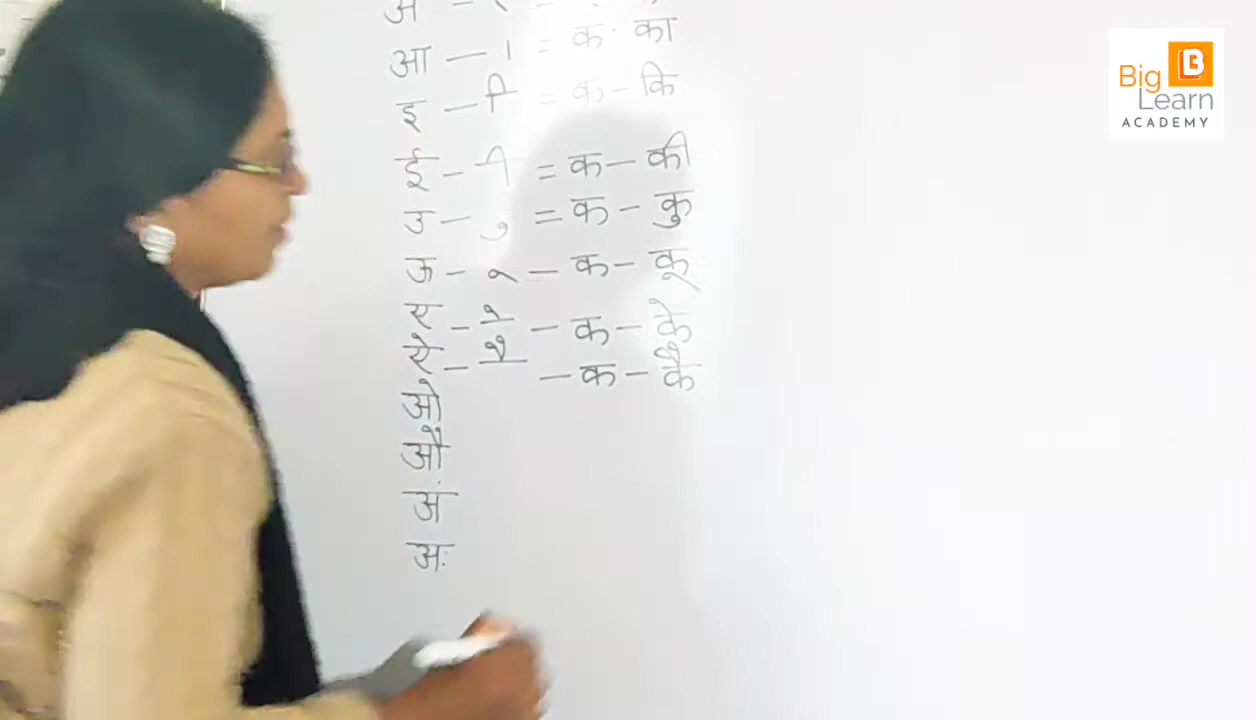 आ – ा = क - का
इ – ि = क – कि
ई – ी = क – की
उ – ु = क – कु
ऊ – ू – क – कू
ए – े – क – के
ऐ – ै – क – कै
ओ
औ
अं
अः
Big Learn
ACADEMY